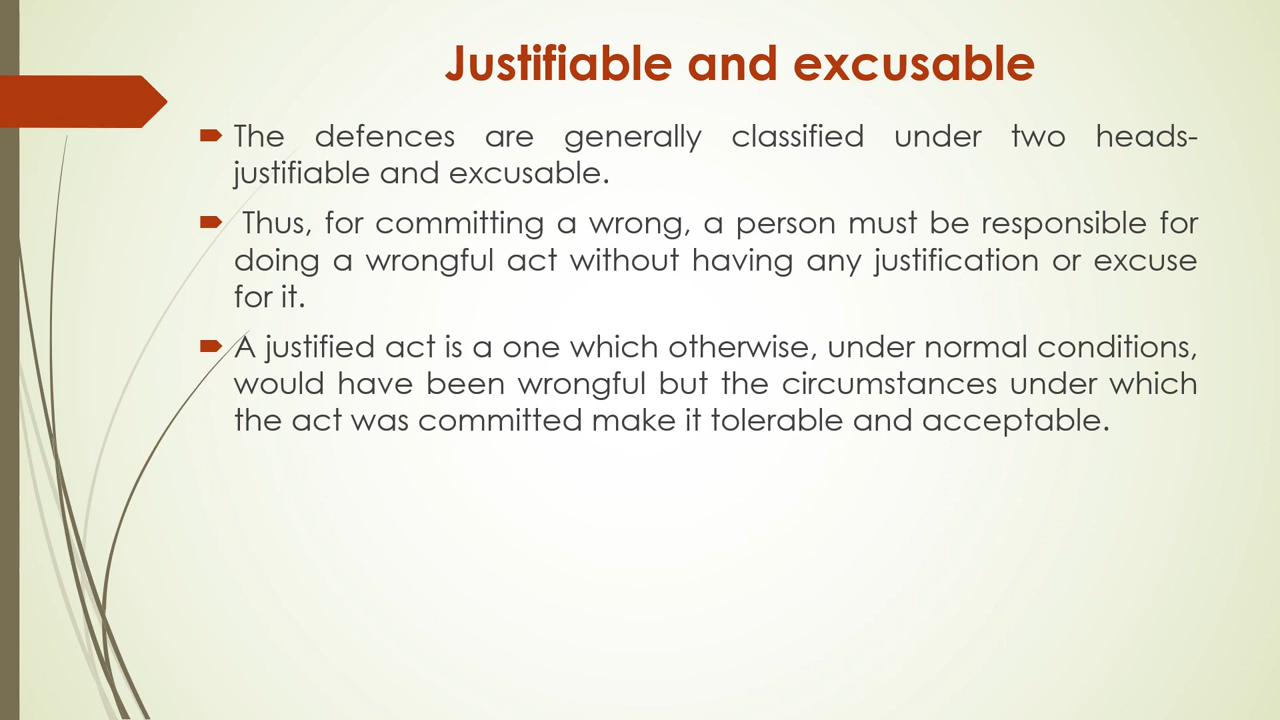 Justifiable and excusable
The defences are generally classified under two heads-
justifiable and excusable.
Thus, for committing a wrong, a person must be responsible for
doing a wrongful act without having any justification or excuse
for it.
A justified act is a one which otherwise, under normal conditions,
would have been wrongful but the circumstances under which
the act was committed make it tolerable and acceptable.